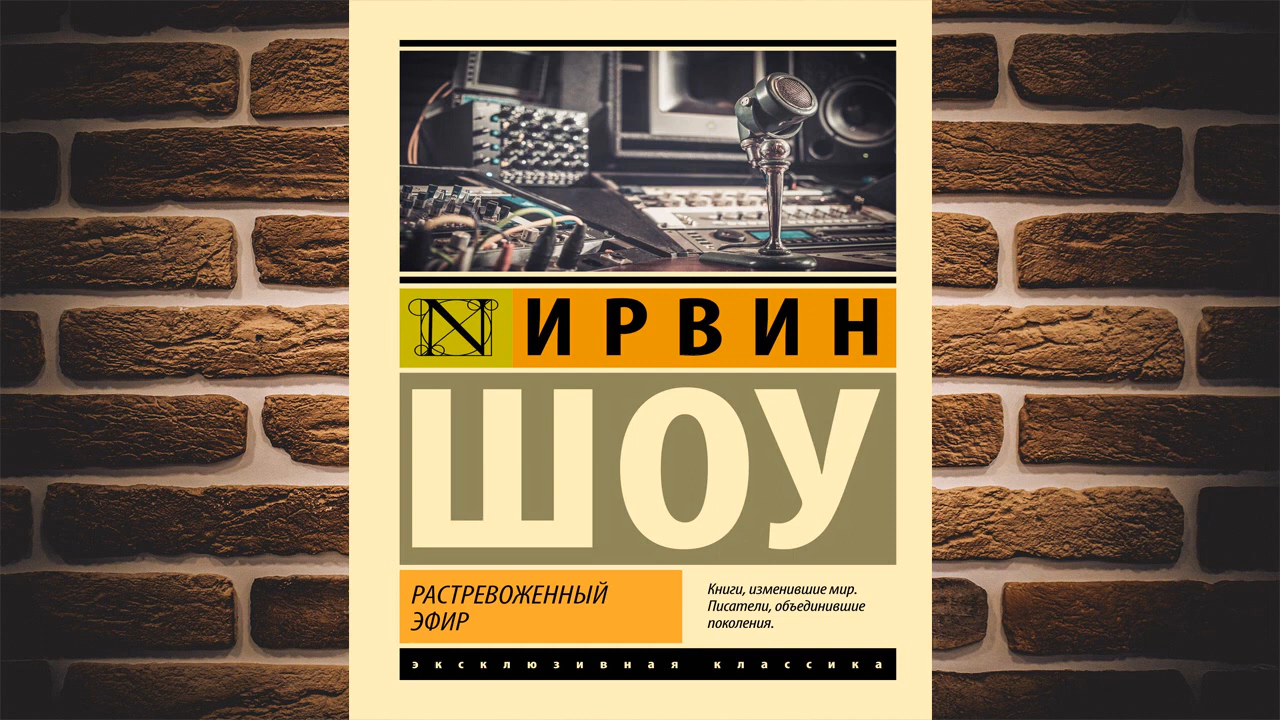 N ИРВИН
ШОУ
РАСТРЕВОЖЕННЫЙ
ЭФИР
Книги, изменившие мир.
Писатели, объединившие
поколения.
эксклюзивная классика